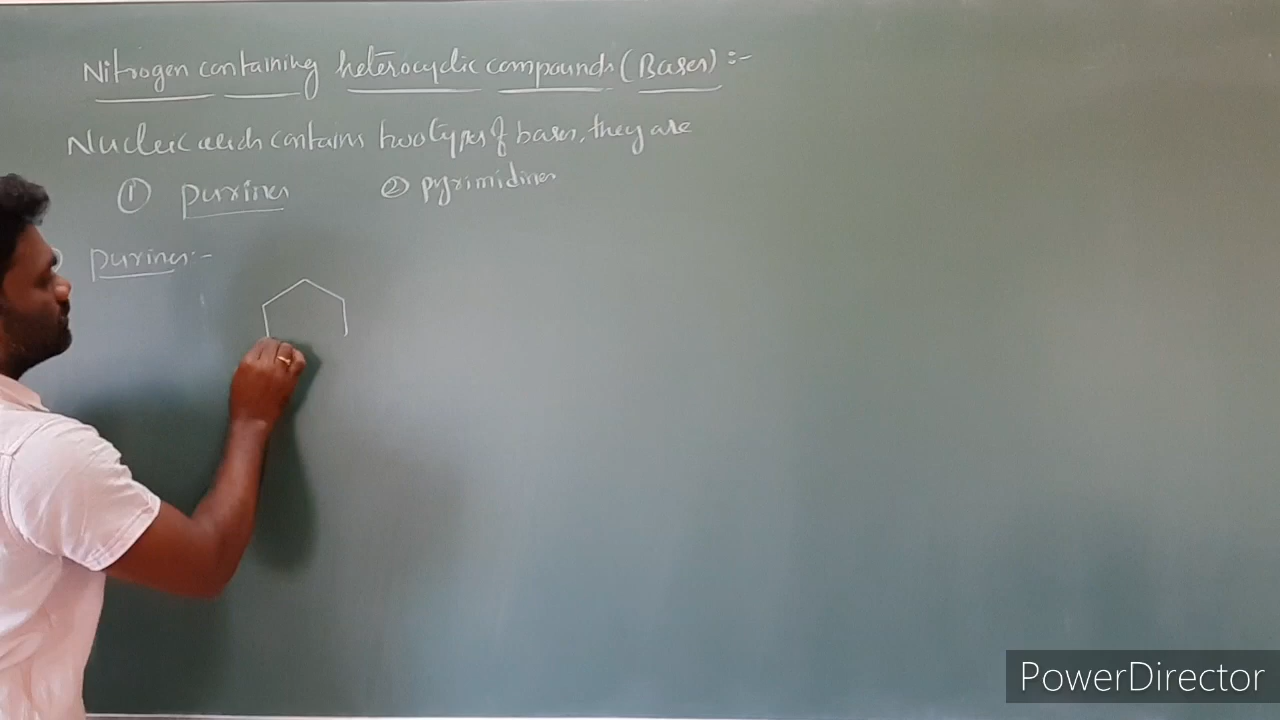 Nitrogen containing heterocyclic compounds (Bases) :-
Nucleic acids contains two types of bases, they are
① purines ② pyrimidines
purines :-
PowerDirector